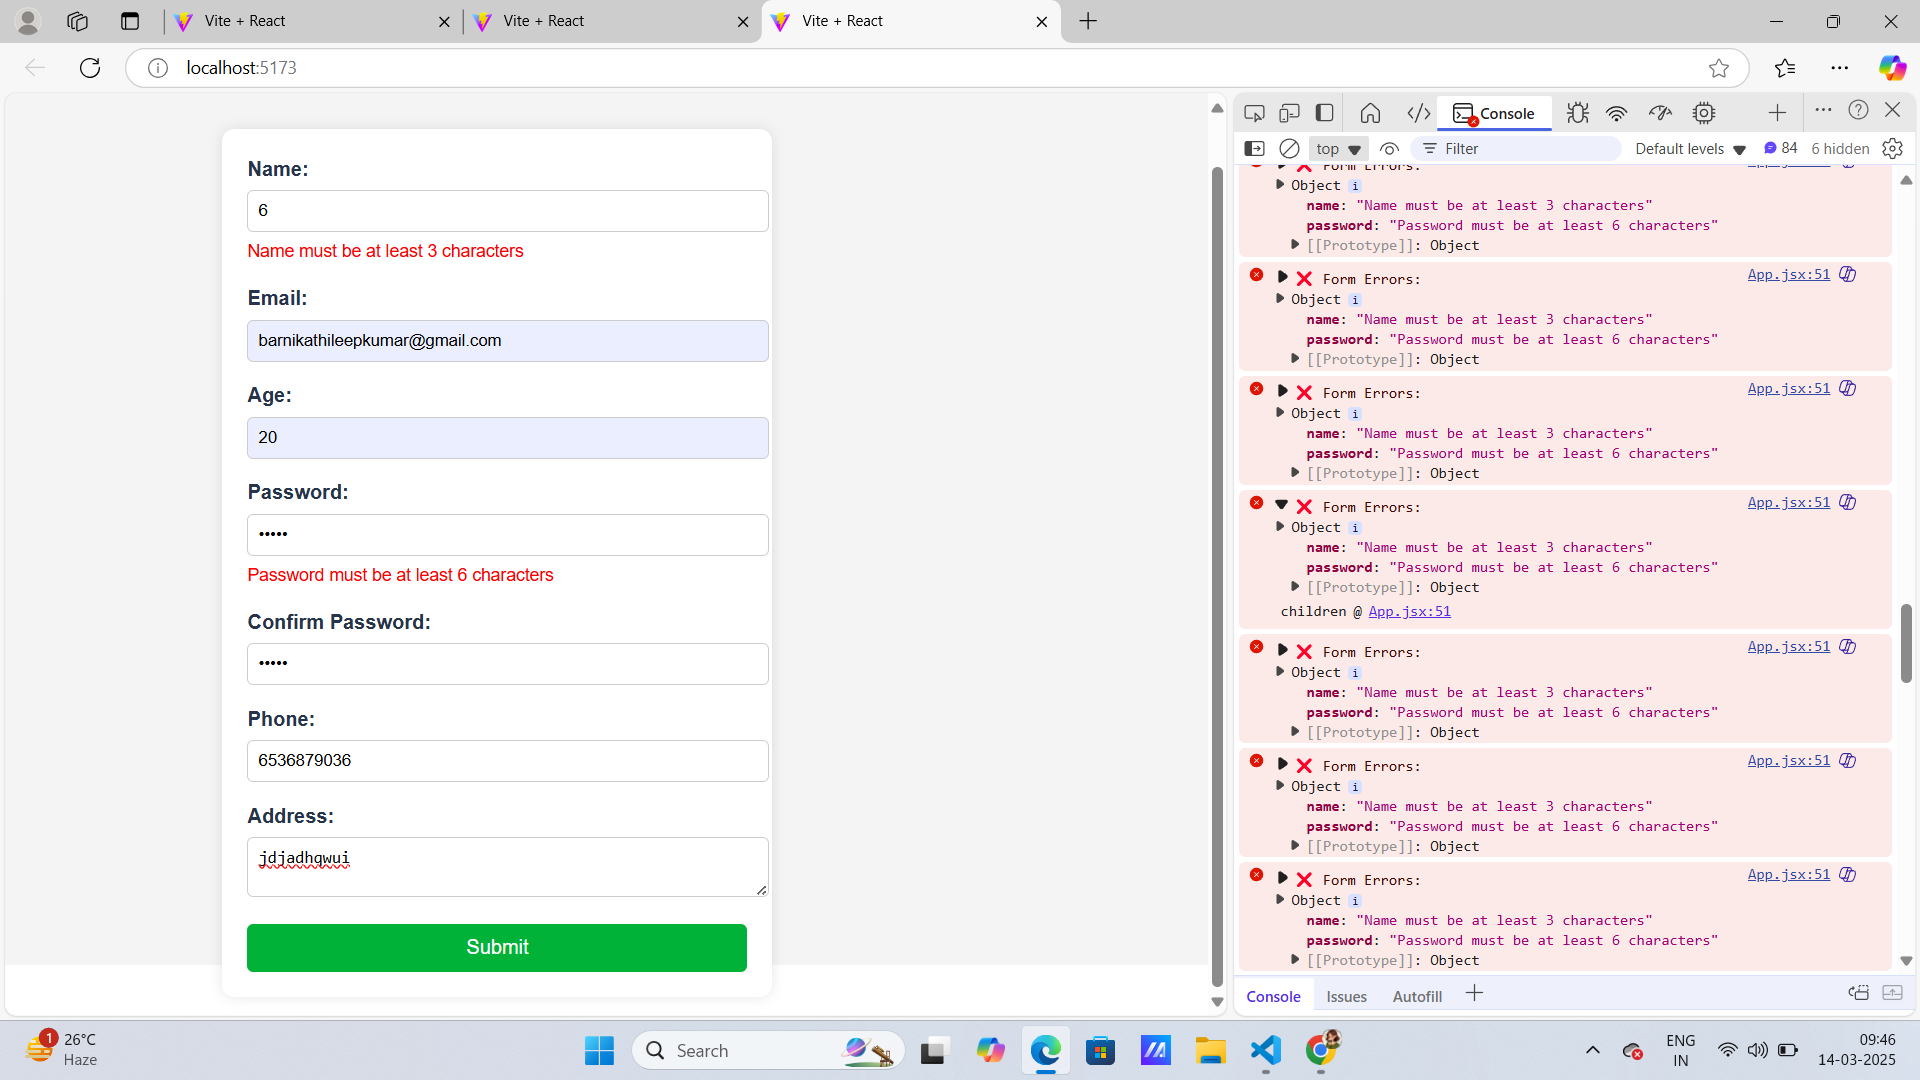 Vite + React
Vite + React
Vite + React
localhost:5173
Name:
6
Name must be at least 3 characters
Email:
barnikathileepkumar@gmail.com
Age:
20
Password:
•••••
Password must be at least 6 characters
Confirm Password:
•••••
Phone:
6536879036
Address:
jdjadhqwui
Submit
Console
top
Filter
Default levels
84
6 hidden
Form Errors:
Object i
name: "Name must be at least 3 characters"
password: "Password must be at least 6 characters"
[[Prototype]]: Object
Form Errors: App.jsx:51
Object i
name: "Name must be at least 3 characters"
password: "Password must be at least 6 characters"
[[Prototype]]: Object
Form Errors: App.jsx:51
Object i
name: "Name must be at least 3 characters"
password: "Password must be at least 6 characters"
[[Prototype]]: Object
Form Errors: App.jsx:51
Object i
name: "Name must be at least 3 characters"
password: "Password must be at least 6 characters"
[[Prototype]]: Object
children @ App.jsx:51
Form Errors: App.jsx:51
Object i
name: "Name must be at least 3 characters"
password: "Password must be at least 6 characters"
[[Prototype]]: Object
Form Errors: App.jsx:51
Object i
name: "Name must be at least 3 characters"
password: "Password must be at least 6 characters"
[[Prototype]]: Object
Form Errors: App.jsx:51
Object i
name: "Name must be at least 3 characters"
password: "Password must be at least 6 characters"
[[Prototype]]: Object
Console Issues Autofill
1
26°C
Haze
Search
ENG
IN
09:46
14-03-2025